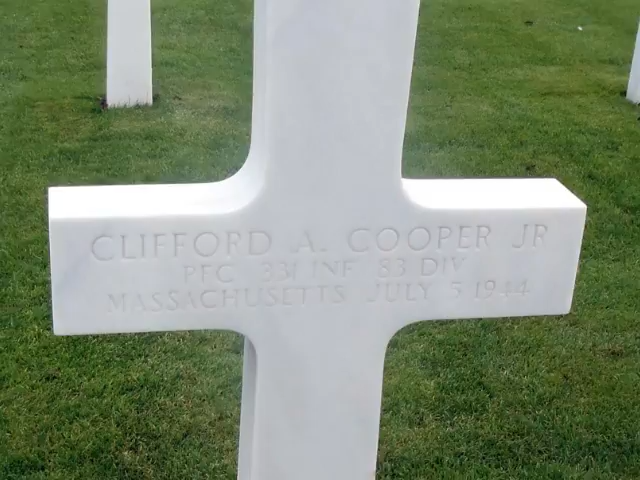 CLIFFORD A. COOPER JR
PFC 331 INF 83 DIV
MASSACHUSETTS JULY 5 1944